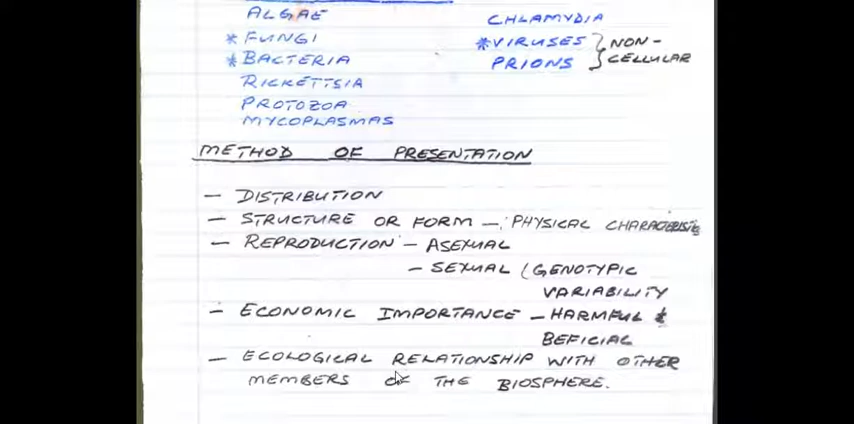 ALGAE
* FUNGI
* BACTERIA
RICKETTSIA
PROTOZOA
MYCOPLASMAS
CHLAMYDIA
* VIRUSES } NON-
PRIONS } CELLULAR
METHOD OF PRESENTATION
- DISTRIBUTION
- STRUCTURE OR FORM -: PHYSICAL
- REPRODUCTION - ASEXUAL
- SEXUAL (GENOTYPIC
VARIABILITY
- ECONOMIC IMPORTANCE - HARMFUL &
BEFICIAL
- ECOLOGICAL RELATIONSHIP WITH OTHER
MEMBERS OF THE BIOSPHERE.